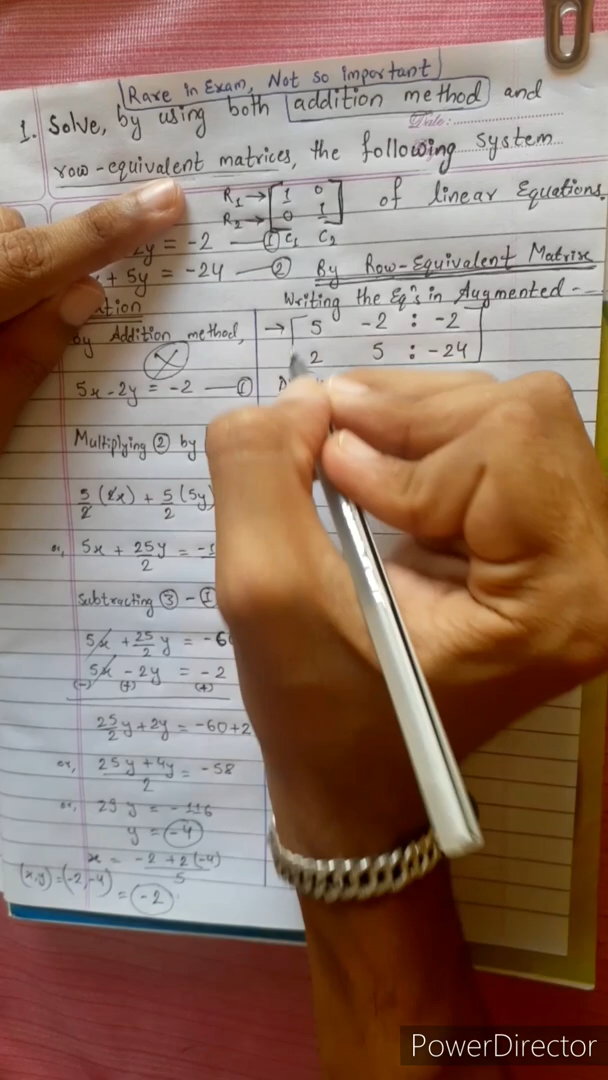 Rare in Exam, Not so important
1. Solve, by using both addition method and
Date:
row-equivalent matrices, the following system
of linear Equations.
R₁ → [ 1 0
R₂ → 0 1 ]
C₁ C₂
2y = -2 — ①
+ 5y = -24 — ②
By Row-Equivalent Matrix
Writing the Eqⁿs in Augmented -
→ [ 5 -2 : -2
2 5 : -24 ]
by Addition method,
5x - 2y = -2 — ①
Multiplying ② by
5/2 (2x) + 5/2 (5y)
or, 5x + 25y/2 = -1
Subtracting ③ - ①
5x + 25/2 y = -60
5x - 2y = -2
(-) (+) (+)
25/2 y + 2y = -60+2
or, 25y + 4y / 2 = -58
or, 29 y = -116
y = -4
x = -2 + 2(-4) / 5
(x,y) = (-2,-4)
= -2
PowerDirector